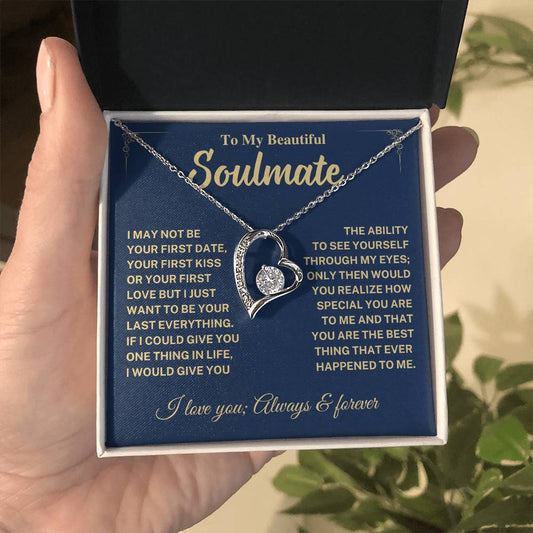 To My Beautiful
Soulmate
I MAY NOT BE
YOUR FIRST DATE,
YOUR FIRST KISS
OR YOUR FIRST
LOVE BUT I JUST
WANT TO BE YOUR
LAST EVERYTHING.
IF I COULD GIVE YOU
ONE THING IN LIFE,
I WOULD GIVE YOU
THE ABILITY
TO SEE YOURSELF
THROUGH MY EYES;
ONLY THEN WOULD
YOU REALIZE HOW
SPECIAL YOU ARE
TO ME AND THAT
YOU ARE THE BEST
THING THAT EVER
HAPPENED TO ME.
I love you; Always & forever